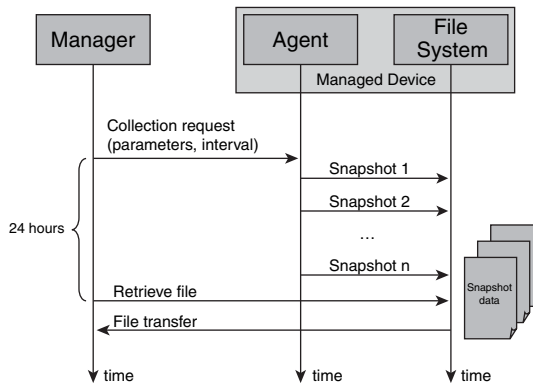 Manager
Agent
File
System
Managed Device
Collection request
(parameters, interval)
Snapshot 1
Snapshot 2
...
Snapshot n
24 hours
Retrieve file
File transfer
Snapshot
data
time
time
time